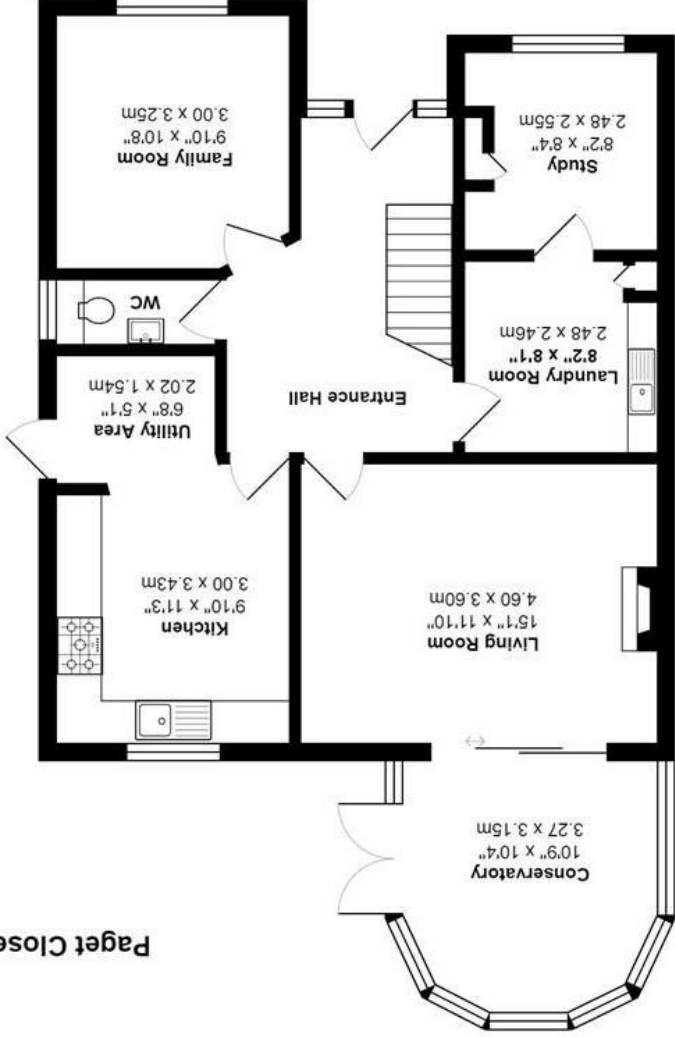 Paget Close
Conservatory
10'9" x 10'4"
3.27 x 3.15m
Living Room
15'1" x 11'10"
4.60 x 3.60m
Kitchen
9'10" x 11'3"
3.00 x 3.43m
Laundry Room
8'2" x 8'1"
2.48 x 2.46m
Entrance Hall
Utility Area
6'8" x 5'1"
2.02 x 1.54m
WC
Study
8'2" x 8'4"
2.48 x 2.55m
Family Room
9'10" x 10'8
3.00 x 3.25m